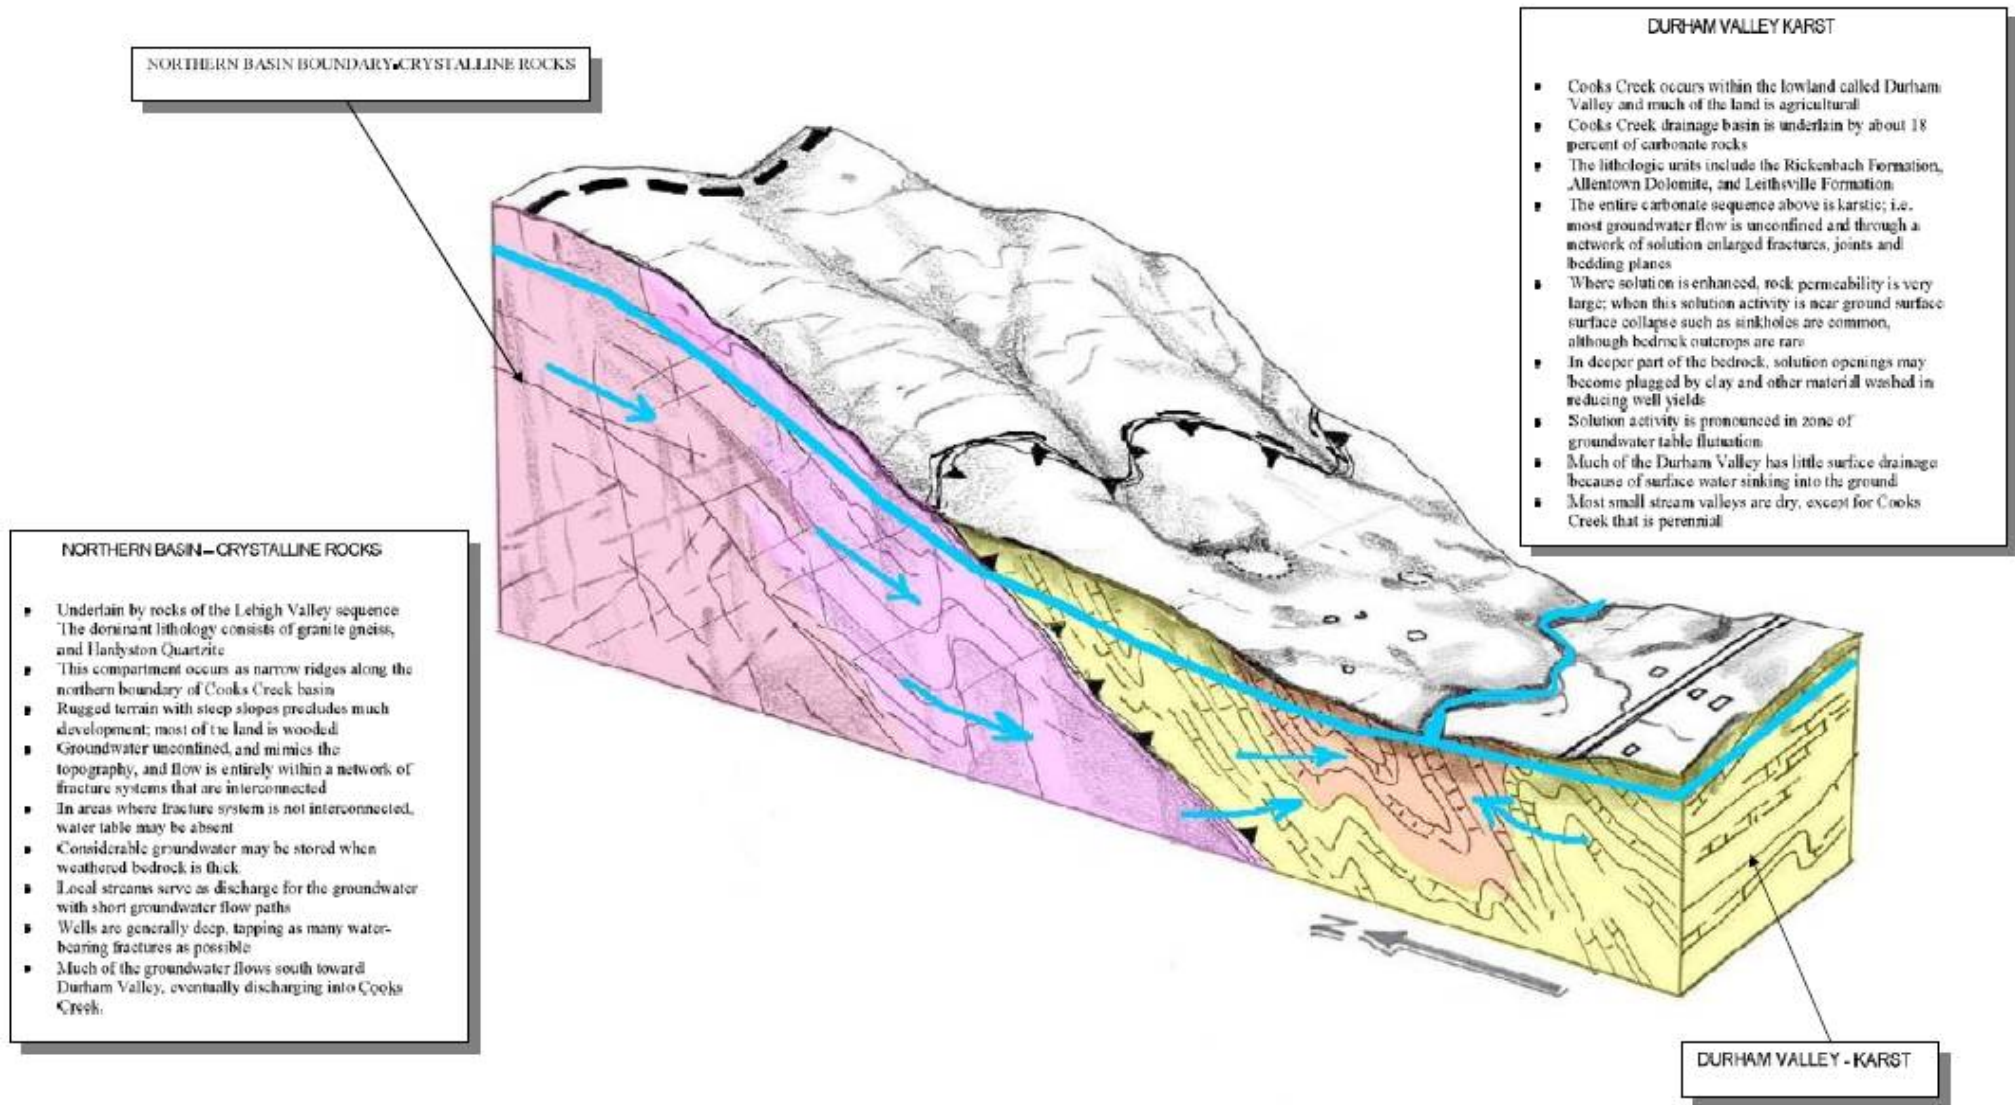 NORTHERN BASIN BOUNDARY-CRYSTALLINE ROCKS
DURHAM VALLEY KARST
Cooks Creek occurs within the lowland called Durham
Valley and much of the land is agricultural
Cooks Creek drainage basin is underlain by about 18
percent of carbonate rocks
The lithologic units include the Rickenbach Formation,
Allentown Dolomite, and Leithsville Formation
The entire carbonate sequence above is karstic; i.e.
most groundwater flow is unconfined and through a
network of solution enlarged fractures, joints and
bedding planes
Where solution is enhanced, rock permeability is very
large; when this solution activity is near ground surface
surface collapse such as sinkholes are common,
although bedrock outcrops are rare
In deeper part of the bedrock, solution openings may
become plugged by clay and other material washed in
reducing well yields
Solution activity is pronounced in zone of
groundwater table flutuation
Much of the Durham Valley has little surface drainage
because of surface water sinking into the ground
Most small stream valleys are dry, except for Cooks
Creek that is perennial
NORTHERN BASIN – CRYSTALLINE ROCKS
Underlain by rocks of the Lehigh Valley sequence
The dominant lithology consists of granite gneiss,
and Hardyston Quartzite
This compartment occurs as narrow ridges along the
northern boundary of Cooks Creek basin
Rugged terrain with steep slopes precludes much
development; most of the land is wooded
Groundwater unconfined, and mimics the
topography, and flow is entirely within a network of
fracture systems that are interconnected
In areas where fracture system is not interconnected,
water table may be absent
Considerable groundwater may be stored when
weathered bedrock is thick
Local streams serve as discharge for the groundwater
with short groundwater flow paths
Wells are generally deep, tapping as many water-
bearing fractures as possible
Much of the groundwater flows south toward
Durham Valley, eventually discharging into Cooks
Creek.
N
DURHAM VALLEY - KARST